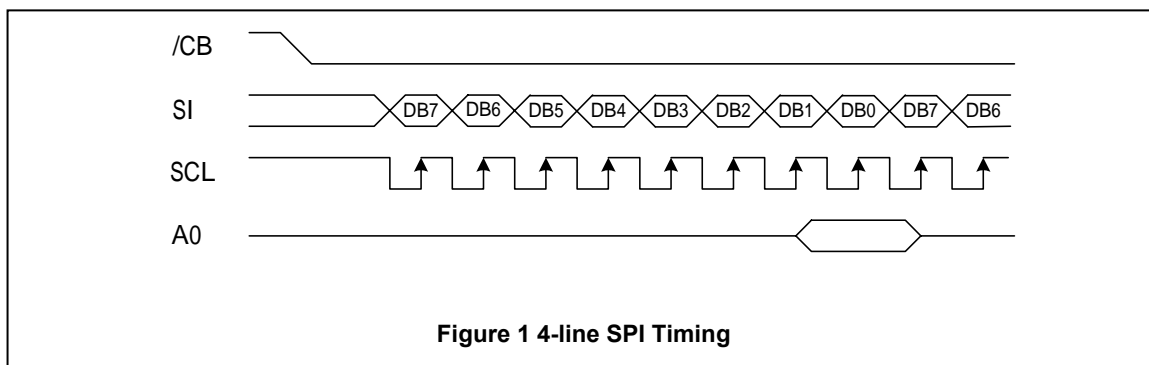 /CB
SI DB7 DB6 DB5 DB4 DB3 DB2 DB1 DB0 DB7 DB6
SCL
A0
Figure 1 4-line SPI Timing